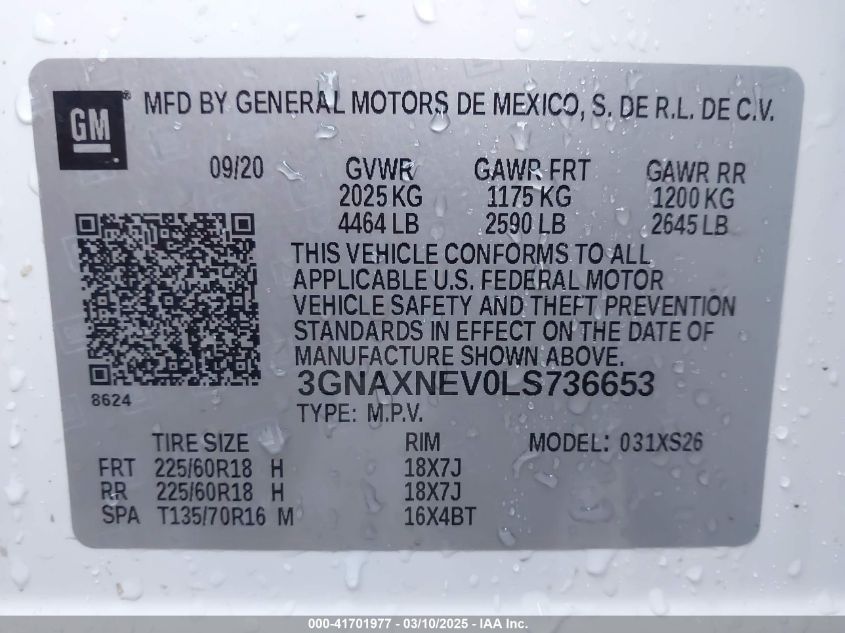 GM
MFD BY GENERAL MOTORS DE MEXICO, S. DE R.L. DE C.V.
09/20 GVWR GAWR FRT GAWR RR
2025 KG 1175 KG 1200 KG
4464 LB 2590 LB 2645 LB
THIS VEHICLE CONFORMS TO ALL
APPLICABLE U.S. FEDERAL MOTOR
VEHICLE SAFETY AND THEFT PREVENTION
STANDARDS IN EFFECT ON THE DATE OF
MANUFACTURE SHOWN ABOVE.
3GNAXNEV0LS736653
8624
TYPE: M.P.V.
TIRE SIZE RIM MODEL: 031XS26
FRT 225/60R18 H 18X7J
RR 225/60R18 H 18X7J
SPA T135/70R16 M 16X4BT
000-41701977 - 03/10/2025 - IAA Inc.